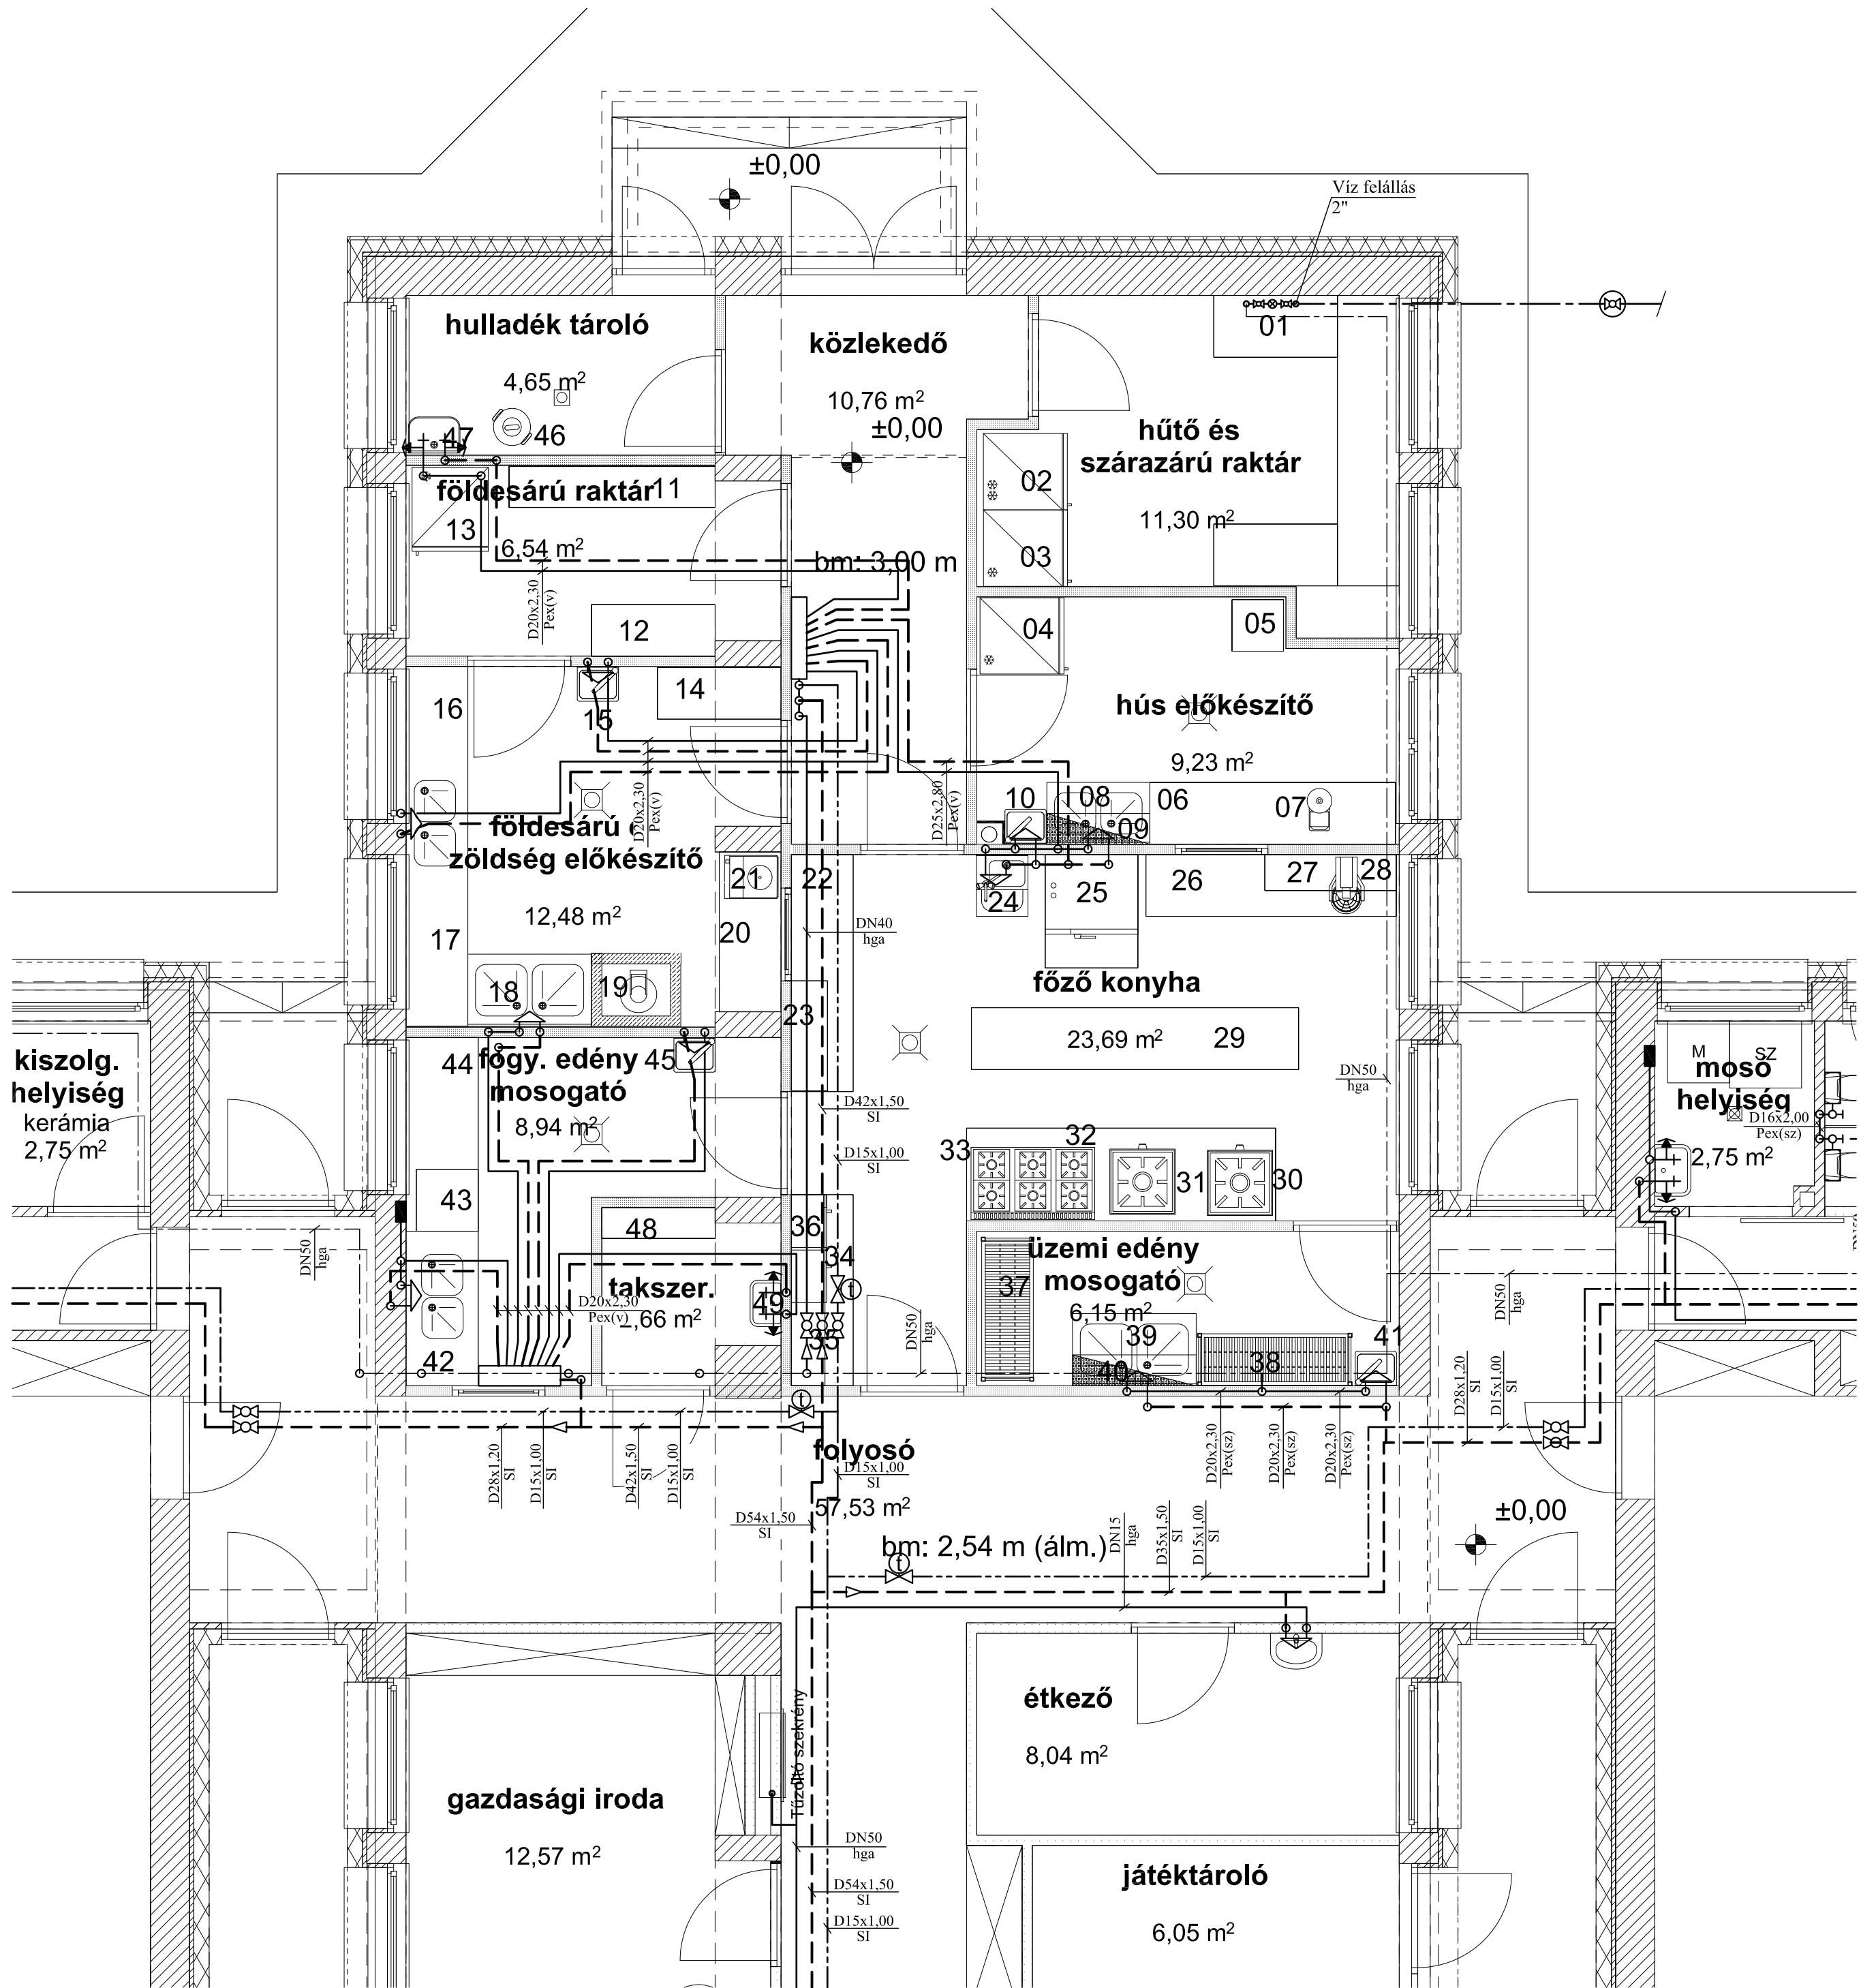 ±0,00
Víz felállás
2"
hulladék tároló
4,65 m²
47
46
közlekedő
10,76 m²
±0,00
01
hűtő és
szárazárú raktár
11,30 m²
02
03
földesárú raktár
11
13
6,54 m²
bm: 3,00 m
D20x2,30
Pex(v)
12
04
05
hús előkészítő
9,23 m²
16
15
14
D20x2,30
Pex(v)
D25x2,80
Pex(v)
10
08
09
06
07
földesárú
zöldség előkészítő
12,48 m²
17
18
19
20
21
22
23
DN40
hga
24
25
26
27
28
főző konyha
23,69 m²
29
DN50
hga
kiszolg.
helyiség
kerámia
2,75 m²
44
fogy. edény
mosogató
45
8,94 m²
D42x1,50
SI
D15x1,00
SI
33
32
31
30
M
SZ
mosó
helyiség
D16x2,00
Pex(sz)
2,75 m²
43
48
36
34
35
takszer.
,66 m²
49
D20x2,30
Pex(v)
42
DN50
hga
DN50
hga
37
üzemi edény
mosogató
6,15 m²
39
40
38
41
DN50
hga
D28x1,20
SI
D15x1,00
SI
D28x1,20
SI
D15x1,00
SI
D42x1,50
SI
D15x1,00
SI
folyosó
D15x1,00
SI
57,53 m²
D54x1,50
SI
D20x2,30
Pex(sz)
D20x2,30
Pex(sz)
D20x2,30
Pex(sz)
±0,00
bm: 2,54 m (álm.)
DN15
hga
D35x1,50
SI
D15x1,00
SI
Tűzoltó szekrény
étkező
8,04 m²
gazdasági iroda
12,57 m²
DN50
hga
D54x1,50
SI
D15x1,00
SI
játéktároló
6,05 m²